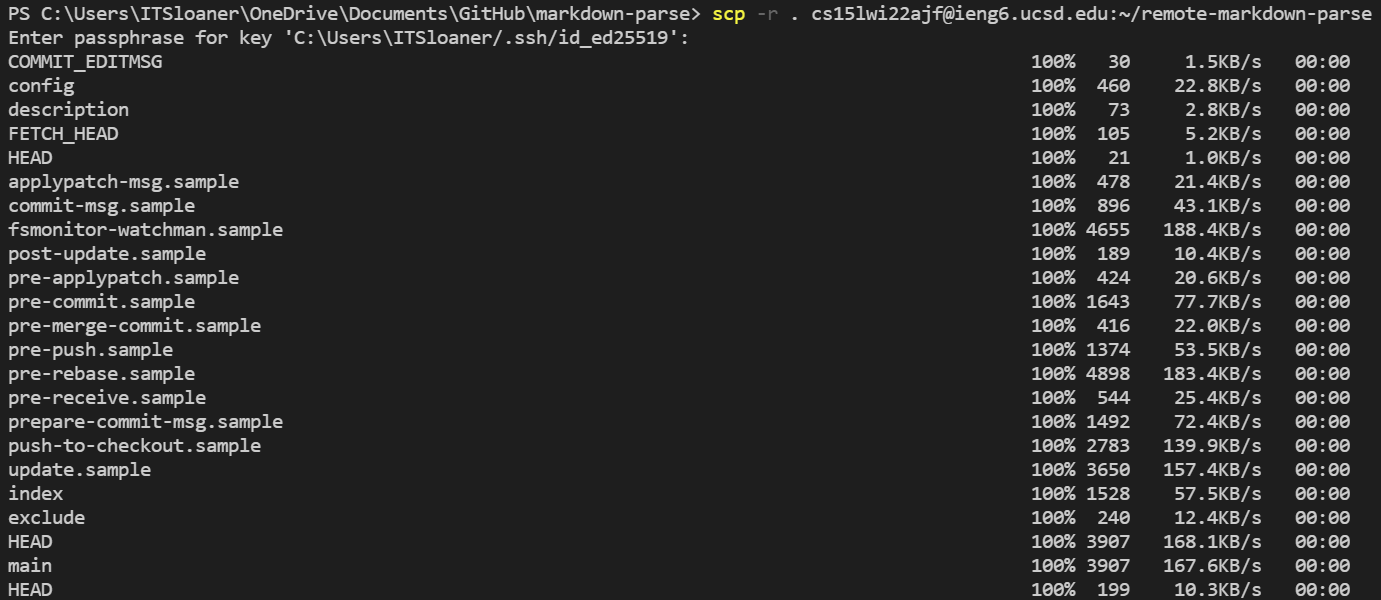 PS C:\Users\ITSloaner\OneDrive\Documents\GitHub\markdown-parse> scp -r . cs15lwi22ajf@ieng6.ucsd.edu:~/remote-markdown-parse
Enter passphrase for key 'C:\Users\ITSloaner/.ssh/id_ed25519':
COMMIT_EDITMSG 100% 30 1.5KB/s 00:00
config 100% 460 22.8KB/s 00:00
description 100% 73 2.8KB/s 00:00
FETCH_HEAD 100% 105 5.2KB/s 00:00
HEAD 100% 21 1.0KB/s 00:00
applypatch-msg.sample 100% 478 21.4KB/s 00:00
commit-msg.sample 100% 896 43.1KB/s 00:00
fsmonitor-watchman.sample 100% 4655 188.4KB/s 00:00
post-update.sample 100% 189 10.4KB/s 00:00
pre-applypatch.sample 100% 424 20.6KB/s 00:00
pre-commit.sample 100% 1643 77.7KB/s 00:00
pre-merge-commit.sample 100% 416 22.0KB/s 00:00
pre-push.sample 100% 1374 53.5KB/s 00:00
pre-rebase.sample 100% 4898 183.4KB/s 00:00
pre-receive.sample 100% 544 25.4KB/s 00:00
prepare-commit-msg.sample 100% 1492 72.4KB/s 00:00
push-to-checkout.sample 100% 2783 139.9KB/s 00:00
update.sample 100% 3650 157.4KB/s 00:00
index 100% 1528 57.5KB/s 00:00
exclude 100% 240 12.4KB/s 00:00
HEAD 100% 3907 168.1KB/s 00:00
main 100% 3907 167.6KB/s 00:00
HEAD 100% 199 10.3KB/s 00:00